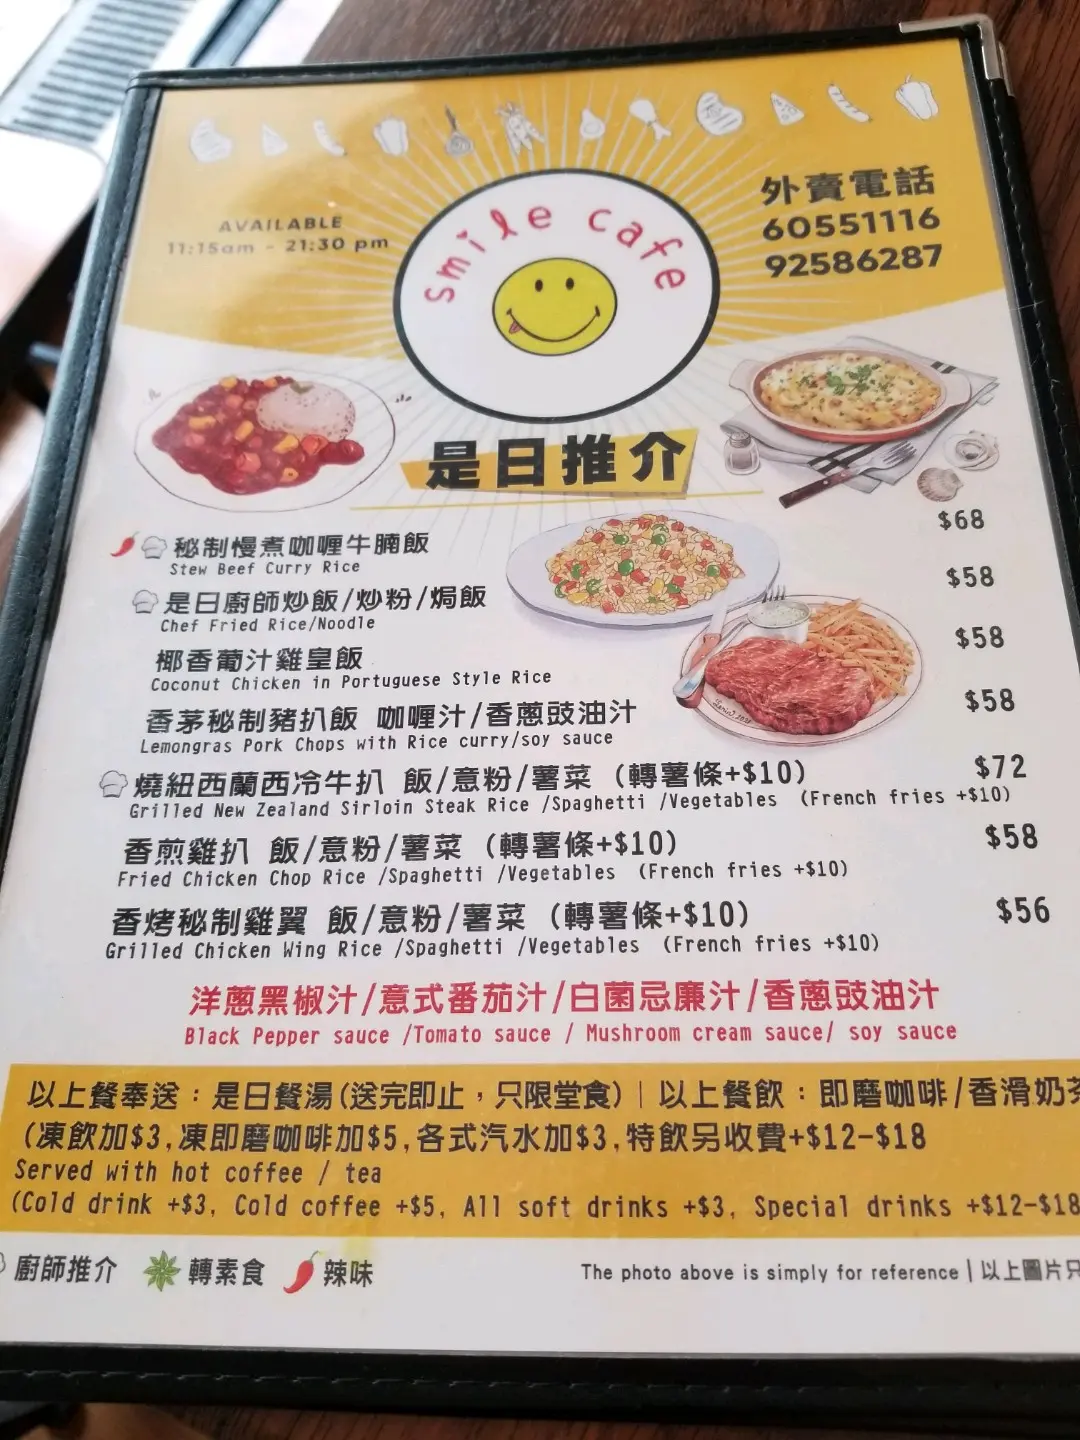 AVAILABLE
11:15am - 21:30 pm
smile cafe
外賣電話
60551116
92586287
是日推介
秘制慢煮咖喱牛腩飯 $68
Stew Beef Curry Rice
是日廚師炒飯/炒粉/焗飯 $58
Chef Fried Rice/Noodle
椰香葡汁雞皇飯 $58
Coconut Chicken in Portuguese Style Rice
香茅秘制豬扒飯 咖喱汁/香蔥豉油汁 $58
Lemongras Pork Chops with Rice curry/soy sauce
燒紐西蘭西冷牛扒 飯/意粉/薯菜 (轉薯條+$10) $72
Grilled New Zealand Sirloin Steak Rice /Spaghetti /Vegetables (French fries +$10)
香煎雞扒 飯/意粉/薯菜 (轉薯條+$10) $58
Fried Chicken Chop Rice /Spaghetti /Vegetables (French fries +$10)
香烤秘制雞翼 飯/意粉/薯菜 (轉薯條+$10) $56
Grilled Chicken Wing Rice /Spaghetti /Vegetables (French fries +$10)
洋蔥黑椒汁/意式番茄汁/白菌忌廉汁/香蔥豉油汁
Black Pepper sauce /Tomato sauce / Mushroom cream sauce/ soy sauce
以上餐奉送：是日餐湯(送完即止，只限堂食)｜以上餐飲：即磨咖啡/香滑奶茶
(凍飲加$3,凍即磨咖啡加$5,各式汽水加$3,特飲另收費+$12-$18
Served with hot coffee / tea
(Cold drink +$3, Cold coffee +$5, All soft drinks +$3, Special drinks +$12-$18
廚師推介 轉素食 辣味
The photo above is simply for reference | 以上圖片只